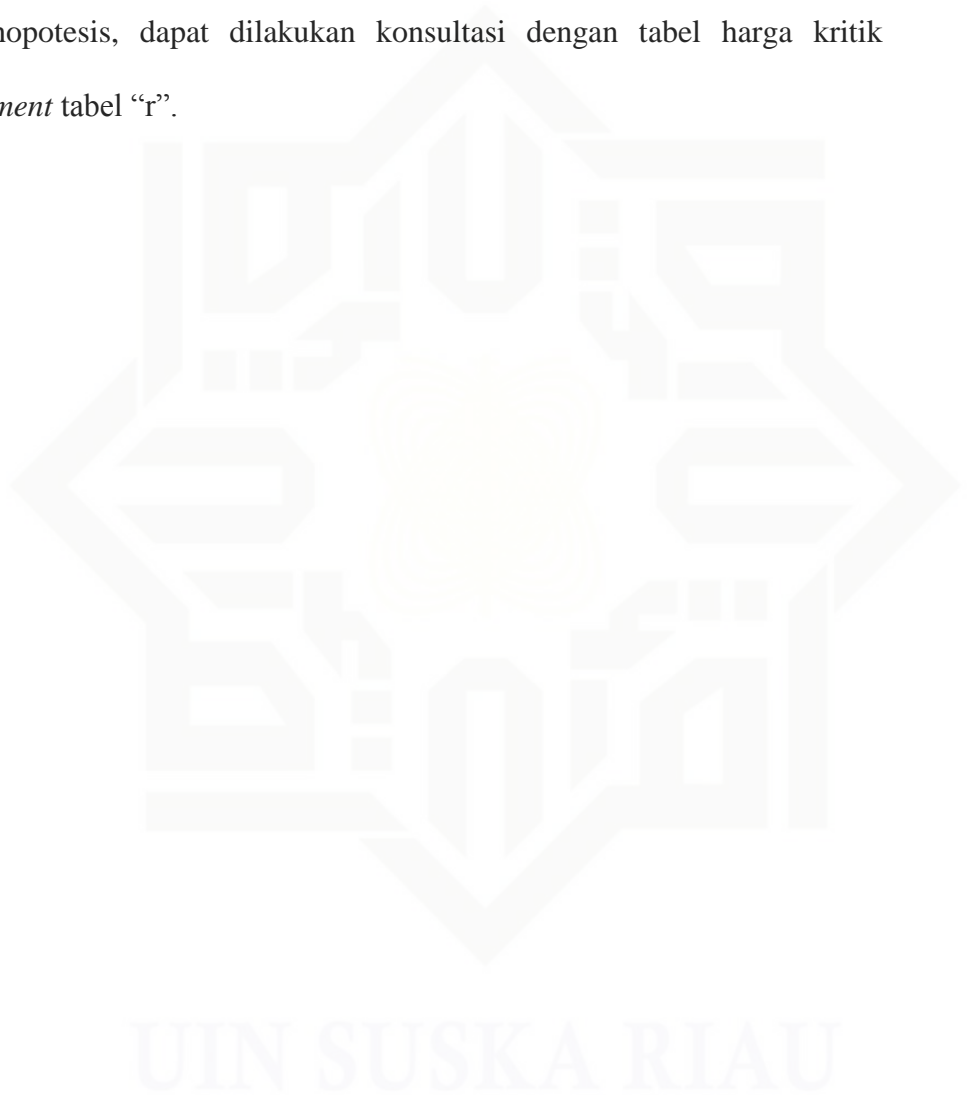 hopotesis, dapat dilakukan konsultasi dengan tabel harga kritik
ment tabel “r”.
UIN SUSKA RIAU